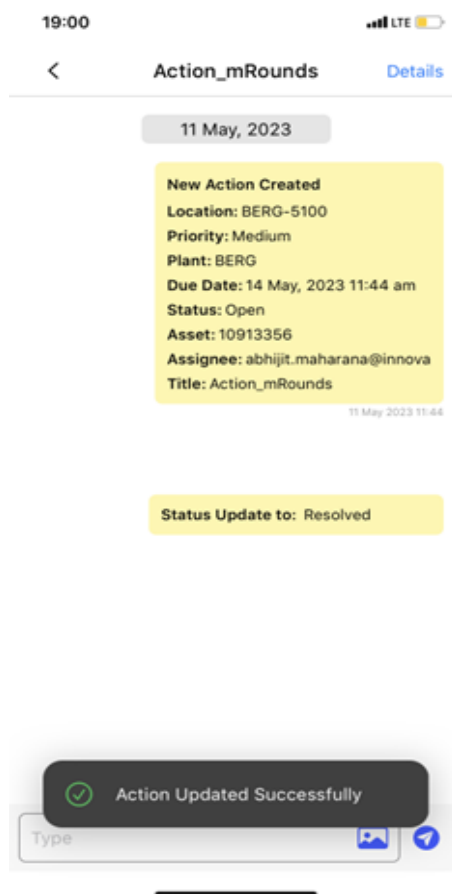 19:00
LTE
Action_mRounds
Details
11 May, 2023
New Action Created
Location: BERG-5100
Priority: Medium
Plant: BERG
Due Date: 14 May, 2023 11:44 am
Status: Open
Asset: 10913356
Assignee: abhijit.maharana@innova
Title: Action_mRounds
11 May 2023 11:44
Status Update to: Resolved
Action Updated Successfully
Type